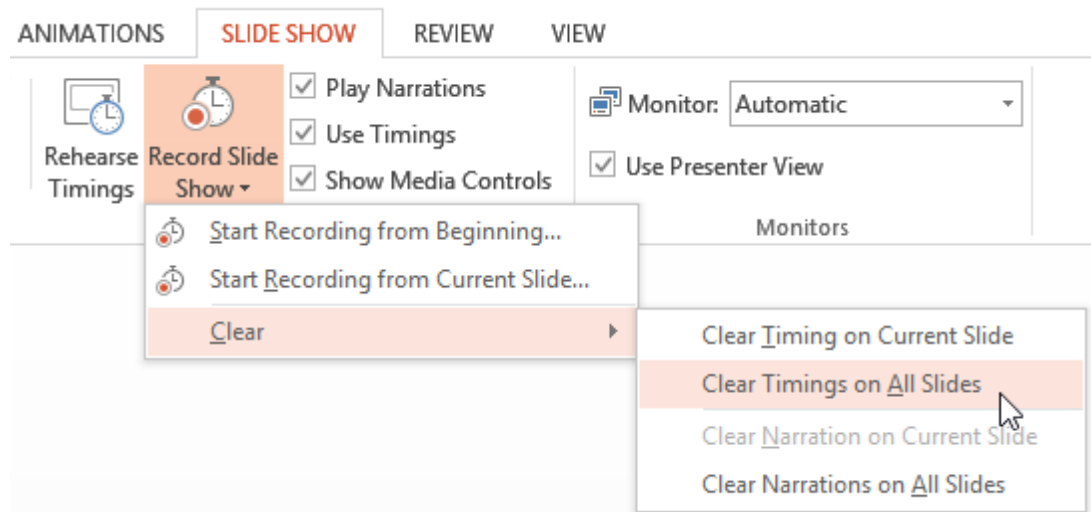 ANIMATIONS SLIDE SHOW REVIEW VIEW
Rehearse
Timings
Record Slide
Show
Play Narrations
Use Timings
Show Media Controls
Monitor: Automatic
Use Presenter View
Monitors
Start Recording from Beginning...
Start Recording from Current Slide...
Clear
Clear Timing on Current Slide
Clear Timings on All Slides
Clear Narration on Current Slide
Clear Narrations on All Slides